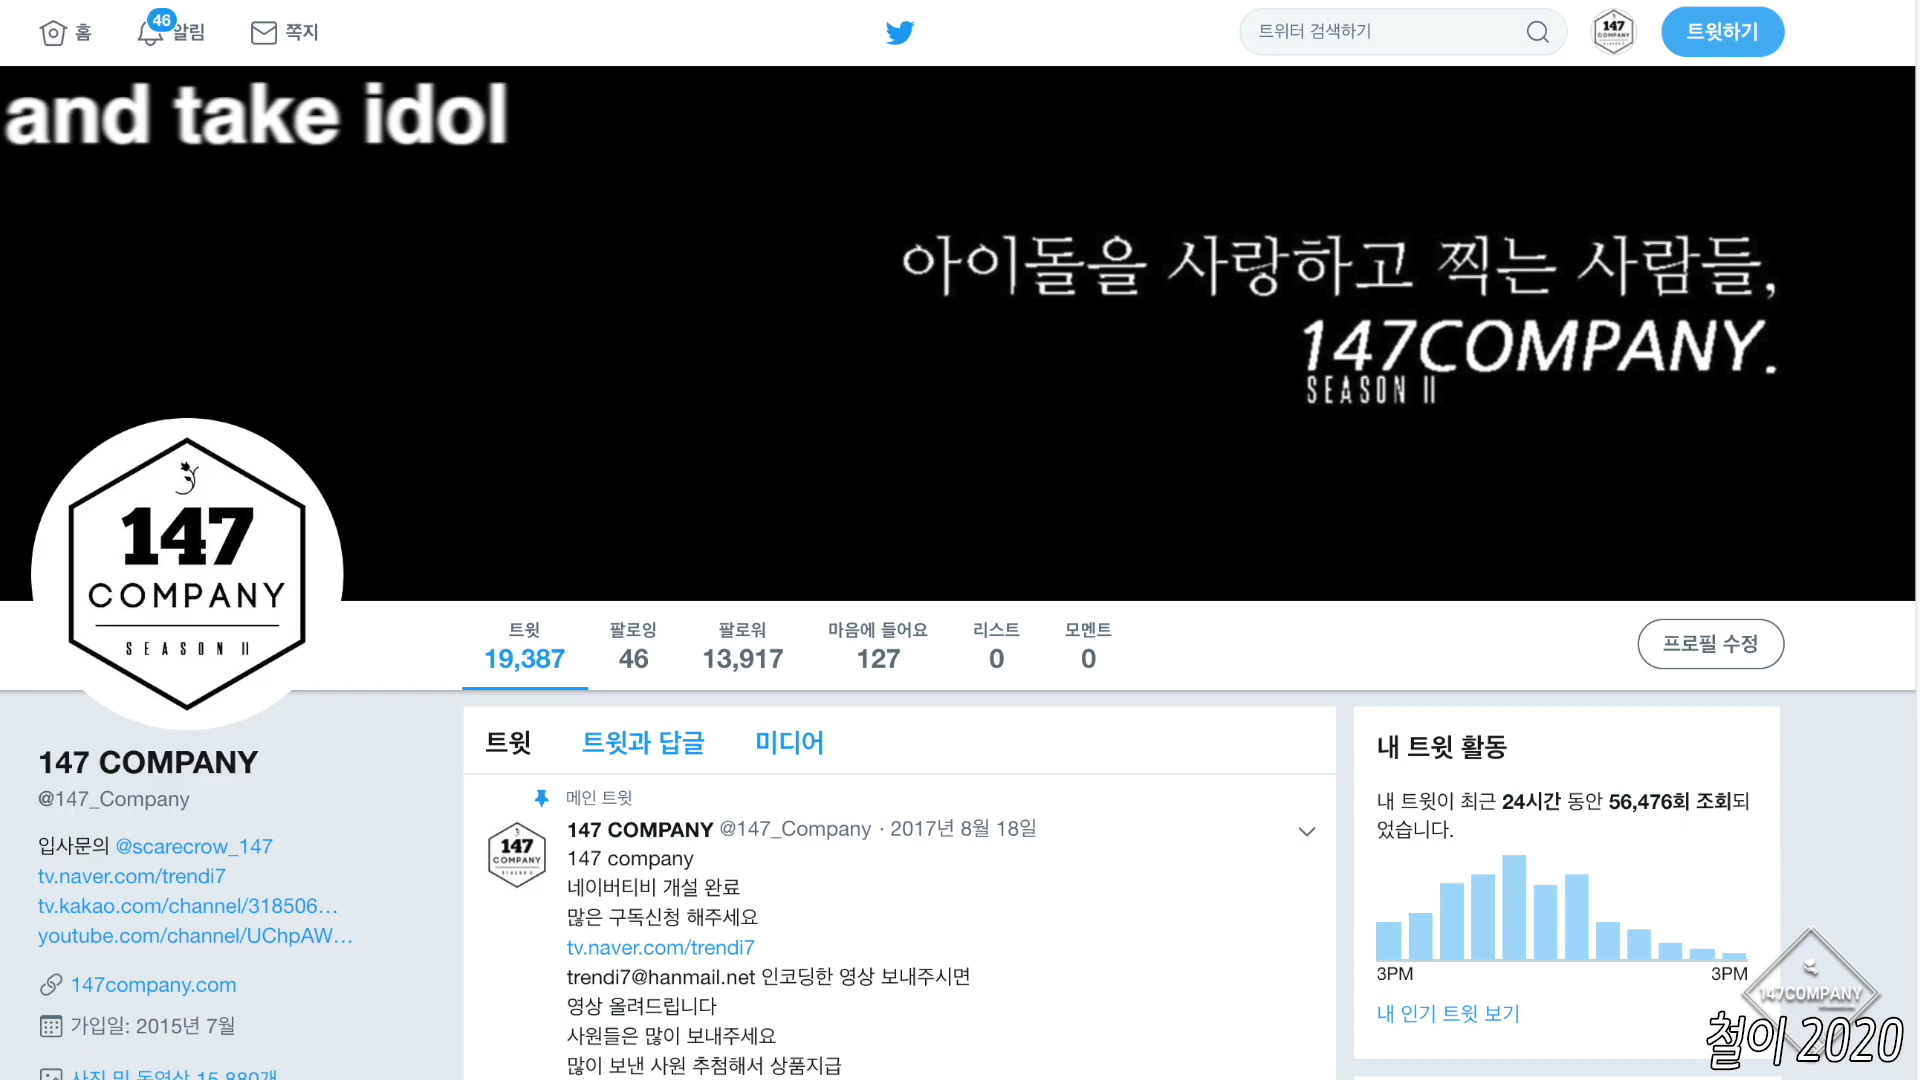 홈
46
알림
쪽지
트위터 검색하기
147
COMPANY
트윗하기
and take idol
아이돌을 사랑하고 찍는 사람들,
147COMPANY.
SEASON II
147
COMPANY
SEASON II
트윗 팔로잉 팔로워 마음에 들어요 리스트 모멘트
19,387 46 13,917 127 0 0
프로필 수정
147 COMPANY
@147_Company
입사문의 @scarecrow_147
tv.naver.com/trendi7
tv.kakao.com/channel/318506…
youtube.com/channel/UChpAW…
147company.com
가입일: 2015년 7월
사진 및 동영상 15,880개
트윗 트윗과 답글 미디어
메인 트윗
147
COMPANY
147 COMPANY @147_Company · 2017년 8월 18일
147 company
네이버티비 개설 완료
많은 구독신청 해주세요
tv.naver.com/trendi7
trendi7@hanmail.net 인코딩한 영상 보내주시면
영상 올려드립니다
사원들은 많이 보내주세요
많이 보낸 사원 추첨해서 상품지급
내 트윗 활동
내 트윗이 최근 24시간 동안 56,476회 조회되
었습니다.
3PM 3PM
내 인기 트윗 보기
147COMPANY
철이 2020